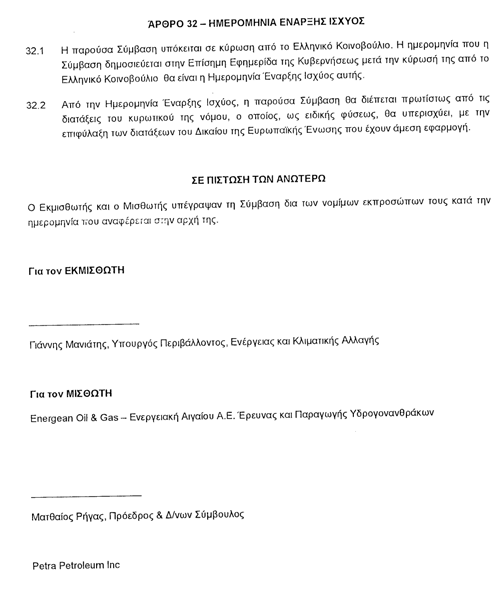 ΆΡΘΡΟ 32 – ΗΜΕΡΟΜΗΝΙΑ ΕΝΑΡΞΗΣ ΙΣΧΥΟΣ
32.1 Η παρούσα Σύμβαση υπόκειται σε κύρωση από το Ελληνικό Κοινοβούλιο. Η ημερομηνία που η
Σύμβαση δημοσιεύεται στην Επίσημη Εφημερίδα της Κυβερνήσεως μετά την κύρωσή της από το
Ελληνικό Κοινοβούλιο θα είναι η Ημερομηνία Έναρξης Ισχύος αυτής.
32.2 Από την Ημερομηνία Έναρξης Ισχύος, η παρούσα Σύμβαση θα διέπεται πρωτίστως από τις
διατάξεις του κυρωτικού της νόμου, ο οποίος, ως ειδικής φύσεως, θα υπερισχύει, με την
επιφύλαξη των διατάξεων του Δικαίου της Ευρωπαϊκής Ένωσης που έχουν άμεση εφαρμογή.
ΣΕ ΠΙΣΤΩΣΗ ΤΩΝ ΑΝΩΤΕΡΩ
Ο Εκμισθωτής και ο Μισθωτής υπέγραψαν τη Σύμβαση δια των νομίμων εκπροσώπων τους κατά την
ημερομηνία που αναφέρεται στην αρχή της.
Για τον ΕΚΜΙΣΘΩΤΗ
Γιάννης Μανιάτης, Υπουργός Περιβάλλοντος, Ενέργειας και Κλιματικής Αλλαγής
Για τον ΜΙΣΘΩΤΗ
Energean Oil & Gas – Ενεργειακή Αιγαίου Α.Ε. Έρευνας και Παραγωγής Υδρογονανθράκων
Ματθαίος Ρήγας, Πρόεδρος & Δ/νων Σύμβουλος
Petra Petroleum Inc